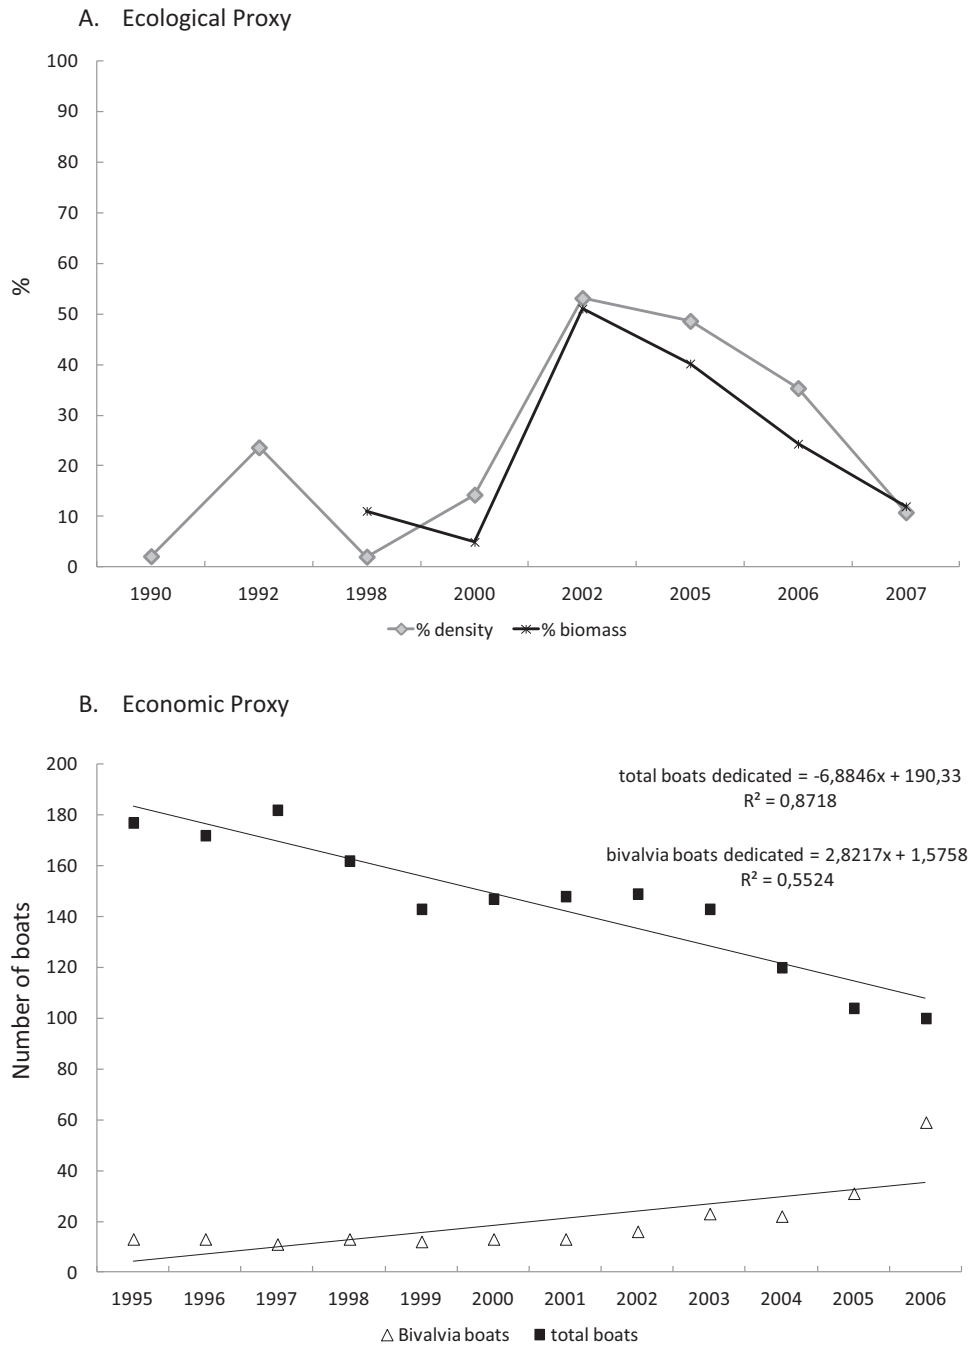 A. Ecological Proxy
100
90
80
70
60
50
40
30
20
10
0
%
1990 1992 1998 2000 2002 2005 2006 2007
% density % biomass
B. Economic Proxy
200
180
160
140
120
100
80
60
40
20
0
Number of boats
total boats dedicated = -6,8846x + 190,33
R² = 0,8718
bivalvia boats dedicated = 2,8217x + 1,5758
R² = 0,5524
1995 1996 1997 1998 1999 2000 2001 2002 2003 2004 2005 2006
Bivalvia boats total boats